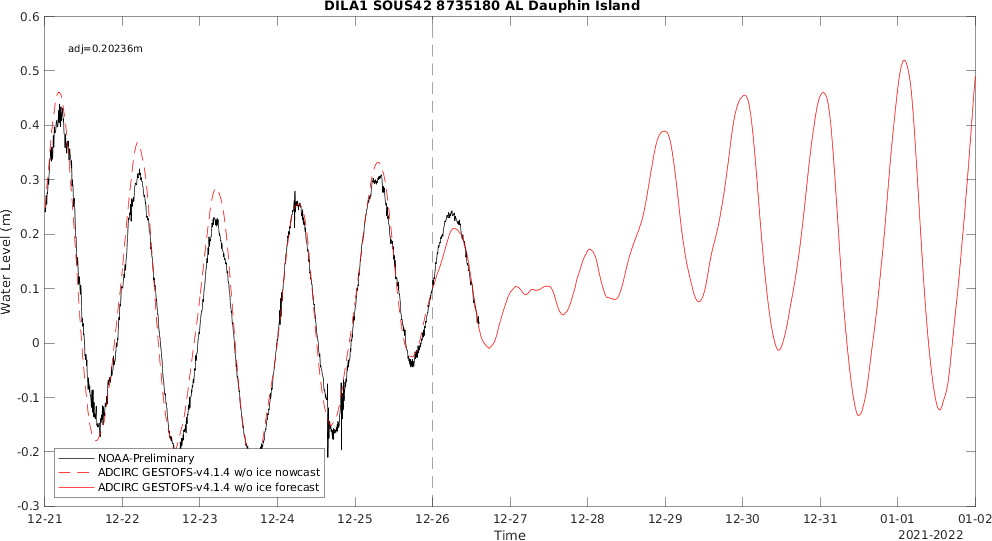 DILA1 SOUS42 8735180 AL Dauphin Island
0.6
adj=0.20236m
0.5
0.4
0.3
0.2
0.1
0
-0.1
-0.2
-0.3
Water Level (m)
NOAA-Preliminary
ADCIRC GESTOFS-v4.1.4 w/o ice nowcast
ADCIRC GESTOFS-v4.1.4 w/o ice forecast
12-21 12-22 12-23 12-24 12-25 12-26 12-27 12-28 12-29 12-30 12-31 01-01 01-02
Time
2021-2022